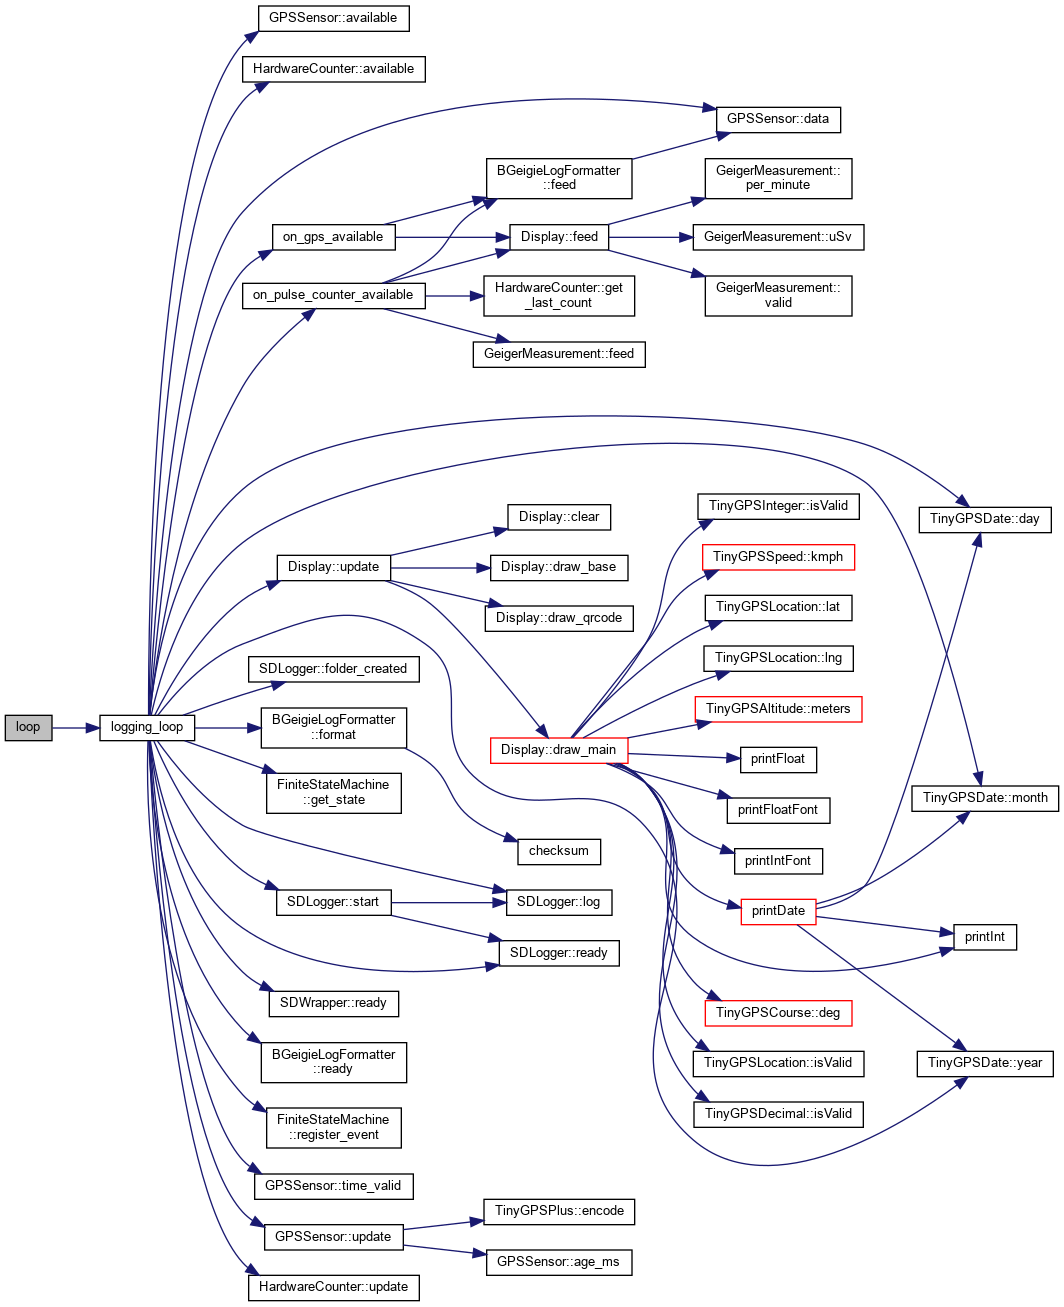 GPSSensor::available
HardwareCounter::available
GPSSensor::data
BGeigieLogFormatter
::feed
GeigerMeasurement::
per_minute
on_gps_available
Display::feed
GeigerMeasurement::uSv
on_pulse_counter_available
HardwareCounter::get
_last_count
GeigerMeasurement::
valid
GeigerMeasurement::feed
TinyGPSInteger::isValid
Display::clear
TinyGPSDate::day
Display::update
Display::draw_base
TinyGPSSpeed::kmph
Display::draw_qrcode
TinyGPSLocation::lat
SDLogger::folder_created
TinyGPSLocation::lng
TinyGPSAltitude::meters
loop
logging_loop
BGeigieLogFormatter
::format
Display::draw_main
printFloat
FiniteStateMachine
::get_state
printFloatFont
TinyGPSDate::month
checksum
printIntFont
SDLogger::start
SDLogger::log
printDate
printInt
SDLogger::ready
SDWrapper::ready
TinyGPSCourse::deg
BGeigieLogFormatter
::ready
TinyGPSLocation::isValid
TinyGPSDate::year
FiniteStateMachine
::register_event
TinyGPSDecimal::isValid
GPSSensor::time_valid
TinyGPSPlus::encode
GPSSensor::update
GPSSensor::age_ms
HardwareCounter::update